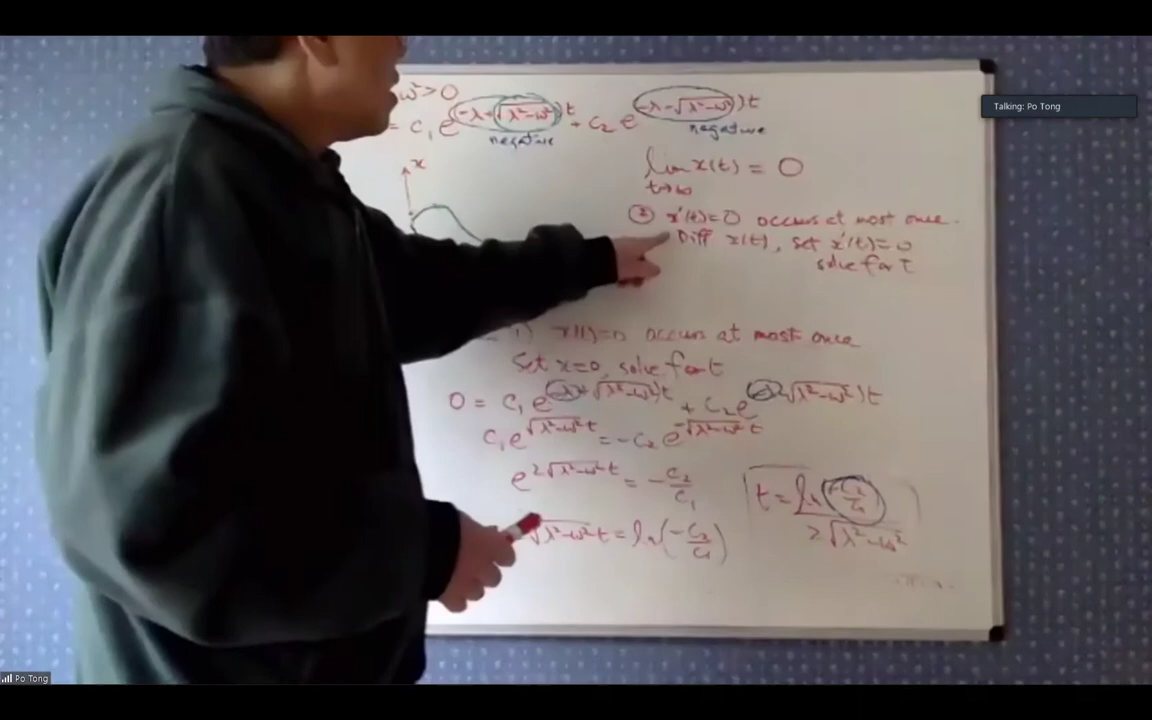 ω²>0
= c₁e^(-λ+√λ²-ω²)t + c₂e^(-λ-√λ²-ω²)t
negative negative
x
lim x(t) = 0
t→∞
② x'(t)=0 occurs at most once.
Diff x(t), set x'(t)=0
solve for t
1) x(t)=0 occurs at most once
Set x=0, solve for t
0 = c₁e^(-λ+√λ²-ω²)t + c₂e^(-λ-√λ²-ω²)t
c₁e^√λ²-ω² t = -c₂e^-√λ²-ω² t
e^2√λ²-ω² t = -c₂/c₁
√λ²-ω² t = ln(-c₂/c₁)
t = ln(-c₂/c₁) / 2√λ²-ω²
Talking: Po Tong
Po Tong